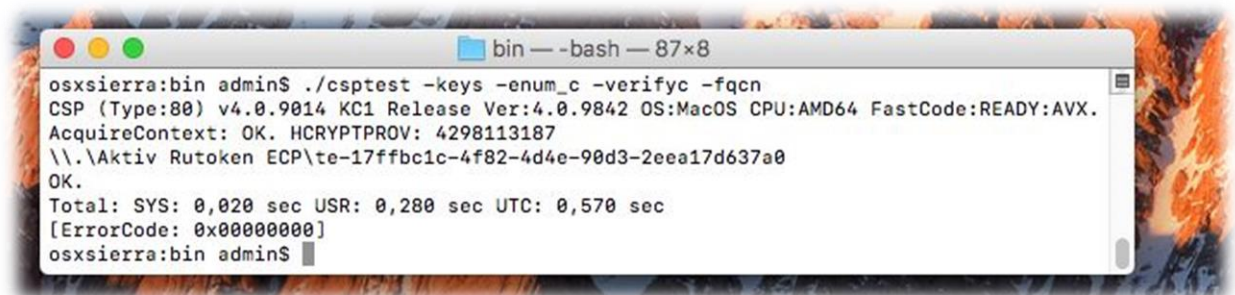 bin — -bash — 87×8
osxsierra:bin admin$ ./csptest -keys -enum_c -verifyc -fqcn
CSP (Type:80) v4.0.9014 KC1 Release Ver:4.0.9842 OS:MacOS CPU:AMD64 FastCode:READY:AVX.
AcquireContext: OK. HCRYPTPROV: 4298113187
\\.\Aktiv Rutoken ECP\te-17ffbc1c-4f82-4d4e-90d3-2eea17d637a0
OK.
Total: SYS: 0,020 sec USR: 0,280 sec UTC: 0,570 sec
[ErrorCode: 0x00000000]
osxsierra:bin admin$